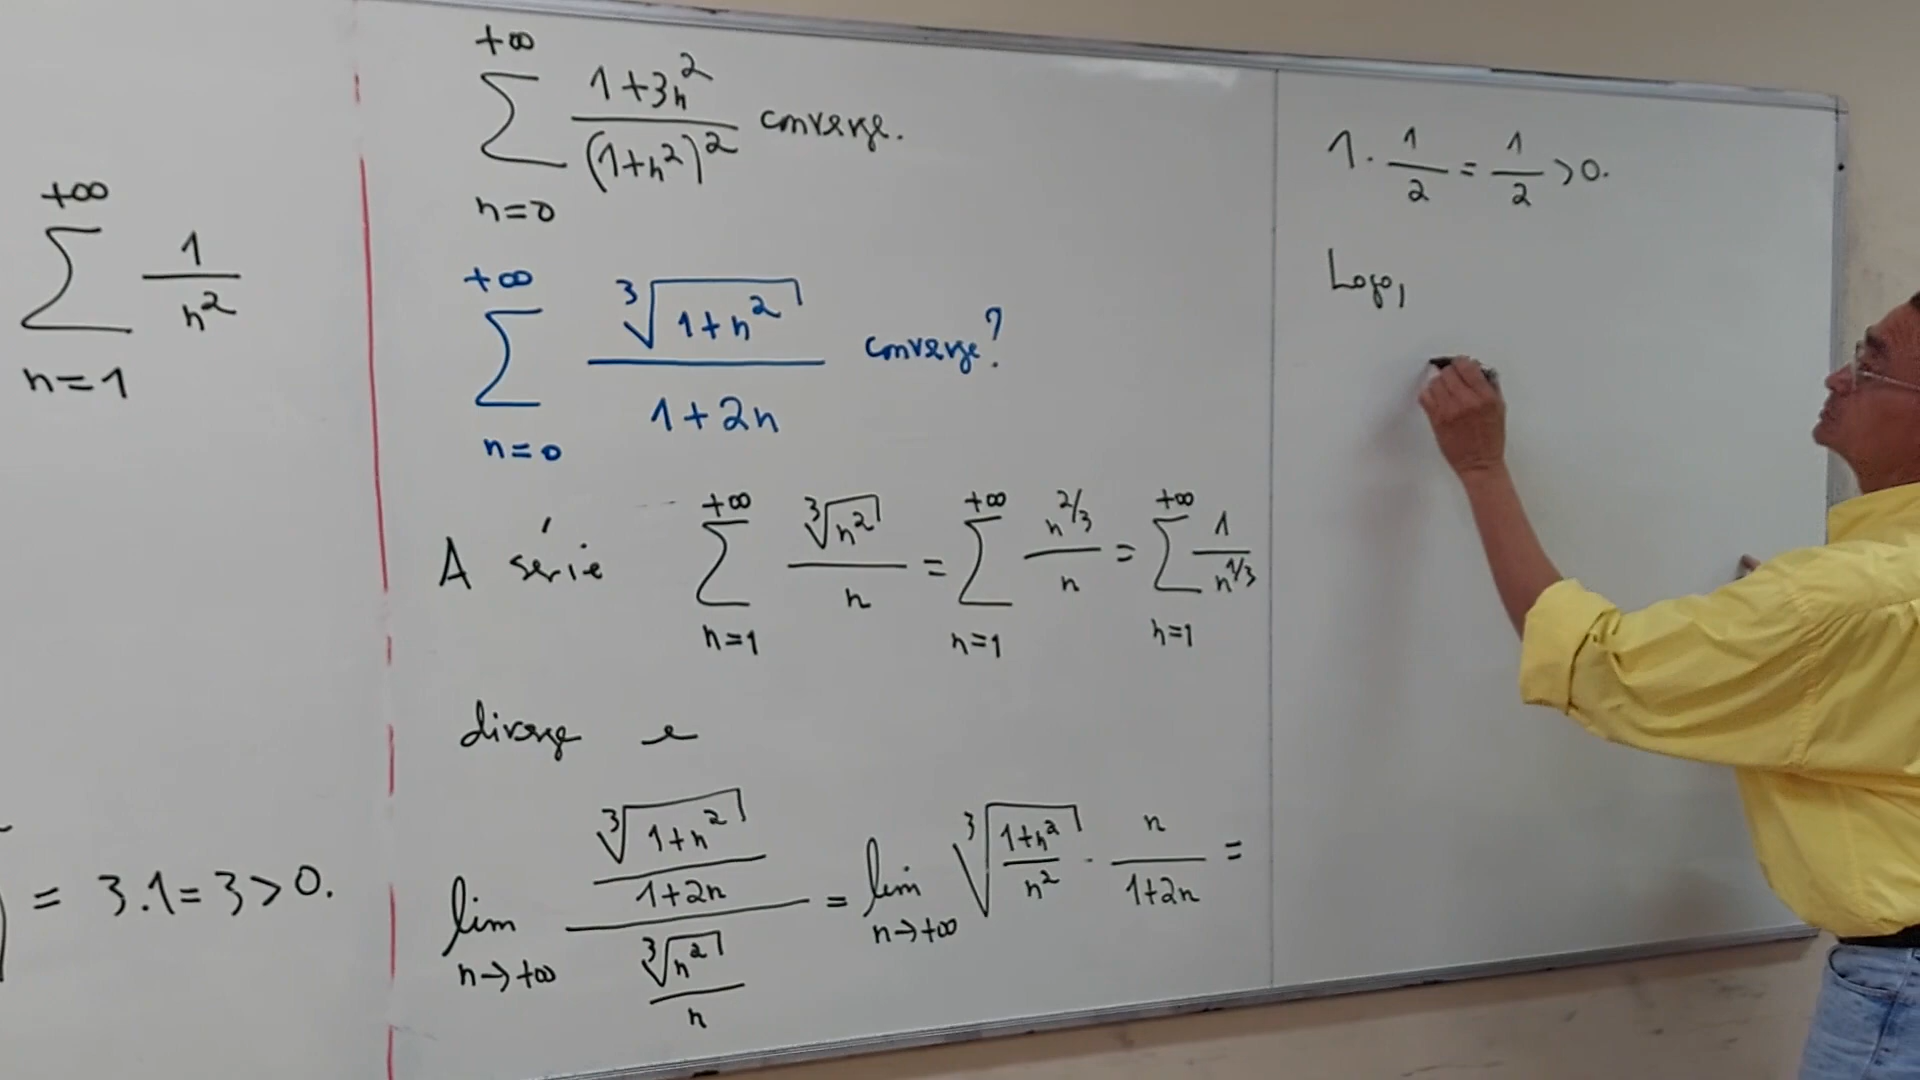 +∞
∑ 1/n²
n=1
= 3.1=3>0.
+∞
∑ (1+3n²)/(1+n²)² converge.
n=0
+∞
∑ ∛(1+n²)/(1+2n) converge?
n=0
A série ∑_{n=1}^{+∞} ∛(n²)/n = ∑_{n=1}^{+∞} n^{2/3}/n = ∑_{n=1}^{+∞} 1/n^{1/3}
diverge e
lim_{n→+∞} (∛(1+n²)/(1+2n))/(∛(n²)/n) = lim_{n→+∞} ∛((1+n²)/n²) · n/(1+2n) =
1 · 1/2 = 1/2 >0.
Logo,